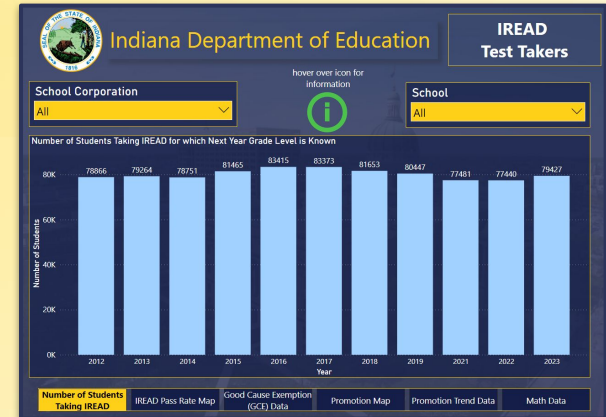 SEAL OF THE STATE OF INDIANA
1816
Indiana Department of Education
IREAD
Test Takers
hover over icon for
information
i
School Corporation
All
School
All
Number of Students Taking IREAD for which Next Year Grade Level is Known
78866 79264 78751 81465 83415 83373 81653 80447 77481 77440 79427
80K
60K
40K
20K
0K
Number of Students
2012 2013 2014 2015 2016 2017 2018 2019 2021 2022 2023
Year
Number of Students
Taking IREAD
IREAD Pass Rate Map
Good Cause Exemption
(GCE) Data
Promotion Map
Promotion Trend Data
Math Data